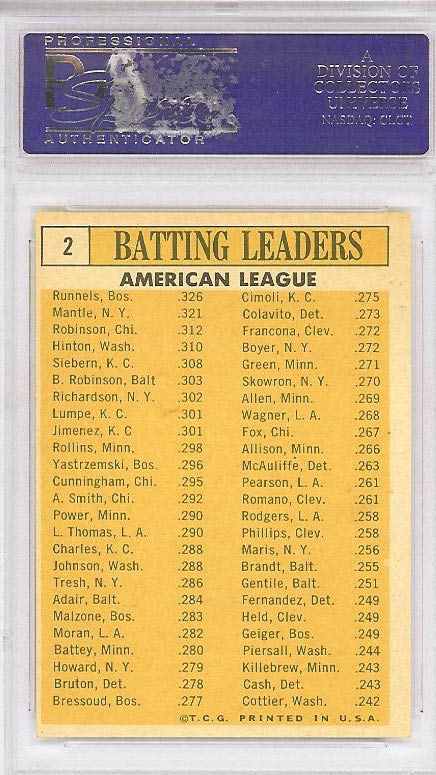 PROFESSIONAL
PS
AUTHENTICATOR
A
DIVISION OF
COLLECTORS
UNIVERSE
NASDAQ: CLCT
2
BATTING LEADERS
AMERICAN LEAGUE
Runnels, Bos. .326
Mantle, N. Y. .321
Robinson, Chi. .312
Hinton, Wash. .310
Siebern, K. C. .308
B. Robinson, Balt .303
Richardson, N. Y. .302
Lumpe, K. C. .301
Jimenez, K. C .301
Rollins, Minn. .298
Yastrzemski, Bos. .296
Cunningham, Chi. .295
A. Smith, Chi. .292
Power, Minn. .290
L. Thomas, L. A. .290
Charles, K. C. .288
Johnson, Wash. .288
Tresh, N. Y. .286
Adair, Balt. .284
Malzone, Bos. .283
Moran, L. A. .282
Battey, Minn. .280
Howard, N. Y. .279
Bruton, Det. .278
Bressoud, Bos. .277
Cimoli, K. C. .275
Colavito, Det. .273
Francona, Clev. .272
Boyer, N. Y. .272
Green, Minn. .271
Skowron, N. Y. .270
Allen, Minn. .269
Wagner, L. A. .268
Fox, Chi. .267
Allison, Minn. .266
McAuliffe, Det. .263
Pearson, L. A. .261
Romano, Clev. .261
Rodgers, L. A. .258
Phillips, Clev. .258
Maris, N. Y. .256
Brandt, Balt. .255
Gentile, Balt. .251
Fernandez, Det. .249
Held, Clev. .249
Geiger, Bos. .249
Piersall, Wash. .244
Killebrew, Minn. .243
Cash, Det. .243
Cottier, Wash. .242
©T.C.G. PRINTED IN U.S.A.